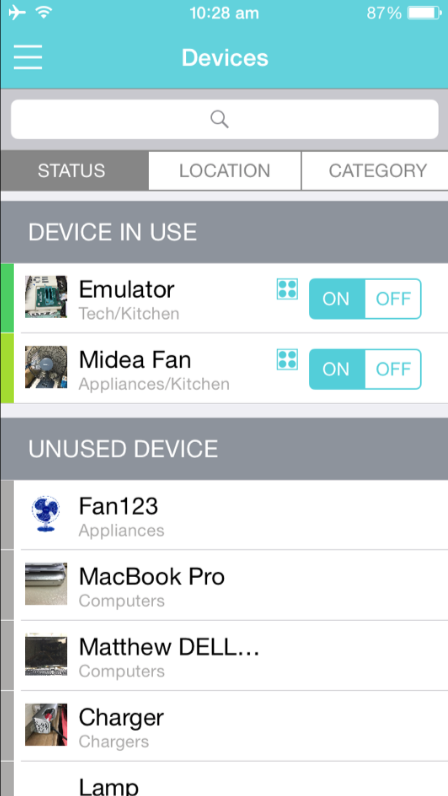 10:28 am
87%
Devices
STATUS
LOCATION
CATEGORY
DEVICE IN USE
Emulator
Tech/Kitchen
ON
OFF
Midea Fan
Appliances/Kitchen
ON
OFF
UNUSED DEVICE
Fan123
Appliances
MacBook Pro
Computers
Matthew DELL...
Computers
Charger
Chargers
Lamp